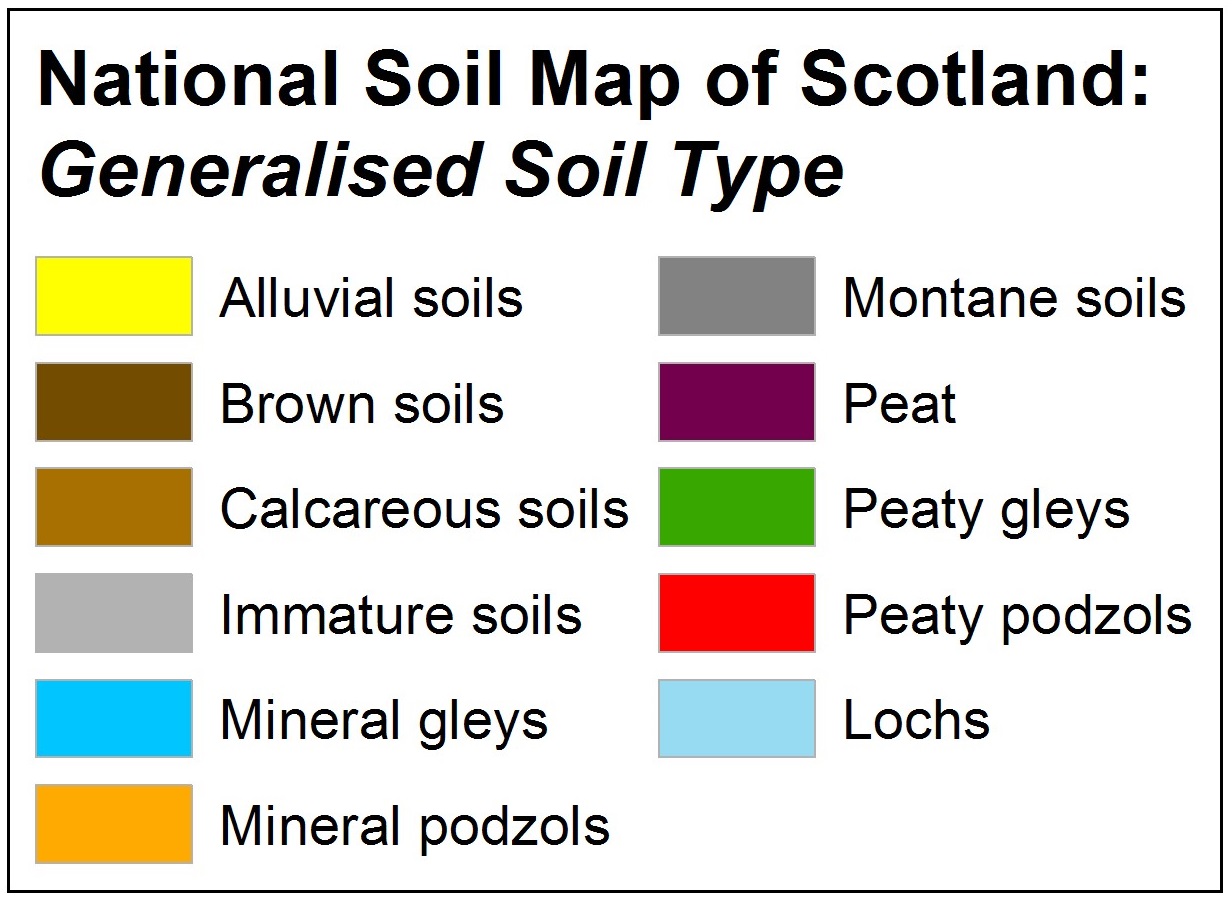 National Soil Map of Scotland:
Generalised Soil Type
Alluvial soils
Brown soils
Calcareous soils
Immature soils
Mineral gleys
Mineral podzols
Montane soils
Peat
Peaty gleys
Peaty podzols
Lochs